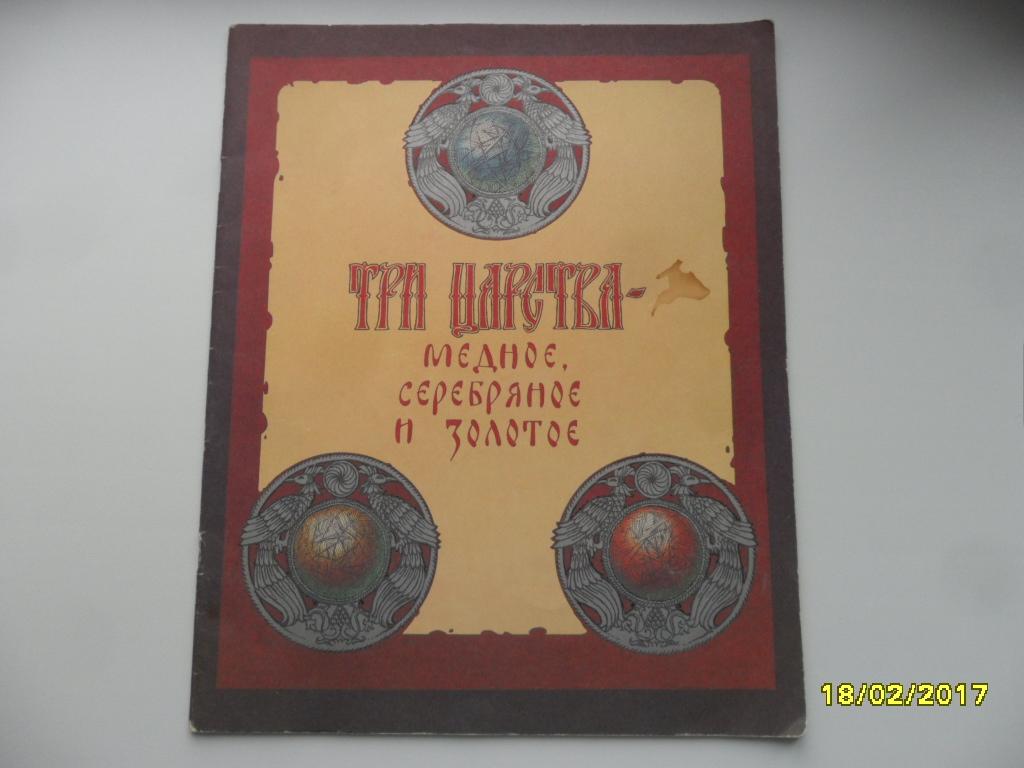 ТРИ ЦАРСТВА-
МЕДНОЕ,
СЕРЕБРЯНОЕ
И ЗОЛОТОЕ
18/02/2017